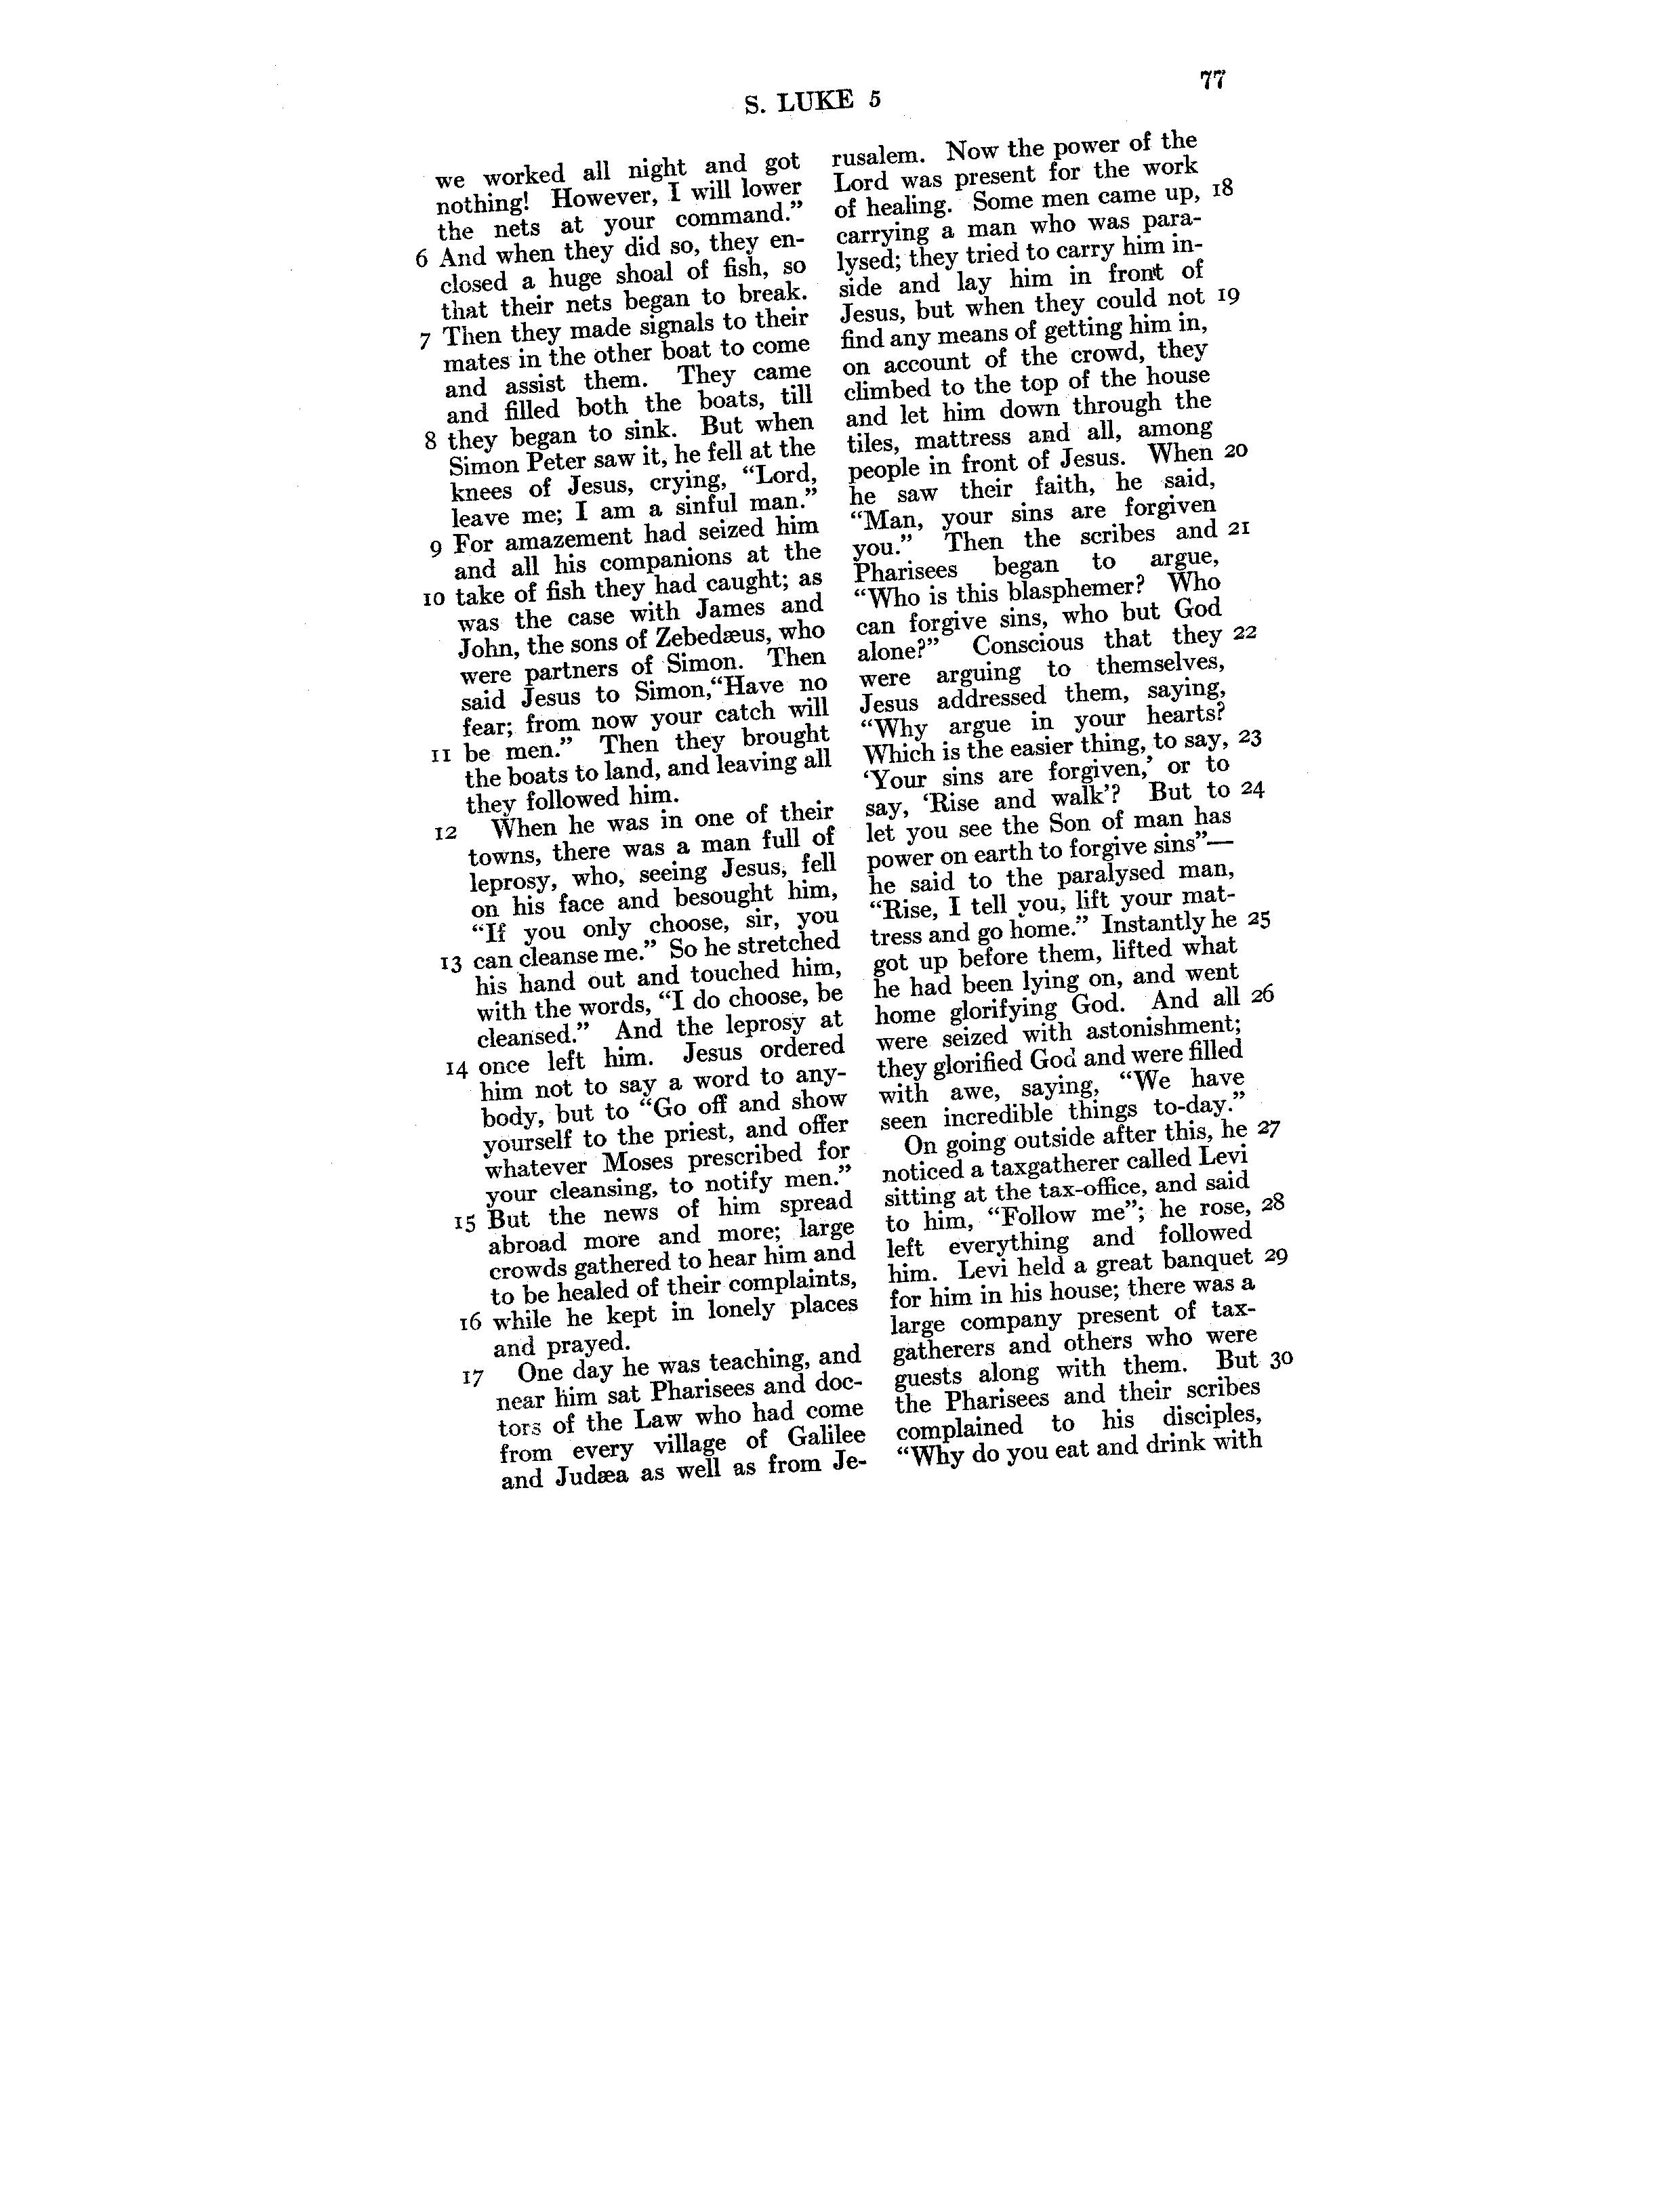 S. LUKE 5
77
we worked all night and got
nothing! However, I will lower
the nets at your command.”
6 And when they did so, they en-
closed a huge shoal of fish, so
that their nets began to break.
7 Then they made signals to their
mates in the other boat to come
and assist them. They came
and filled both the boats, till
8 they began to sink. But when
Simon Peter saw it, he fell at the
knees of Jesus, crying, “Lord,
leave me; I am a sinful man.”
9 For amazement had seized him
and all his companions at the
10 take of fish they had caught; as
was the case with James and
John, the sons of Zebedæus, who
were partners of Simon. Then
said Jesus to Simon,“Have no
fear; from now your catch will
11 be men.” Then they brought
the boats to land, and leaving all
they followed him.
12 When he was in one of their
towns, there was a man full of
leprosy, who, seeing Jesus, fell
on his face and besought him,
“If you only choose, sir, you
13 can cleanse me.” So he stretched
his hand out and touched him,
with the words, “I do choose, be
cleansed.” And the leprosy at
14 once left him. Jesus ordered
him not to say a word to any-
body, but to “Go off and show
yourself to the priest, and offer
whatever Moses prescribed for
your cleansing, to notify men.”
15 But the news of him spread
abroad more and more; large
crowds gathered to hear him and
to be healed of their complaints,
16 while he kept in lonely places
and prayed.
17 One day he was teaching, and
near him sat Pharisees and doc-
tors of the Law who had come
from every village of Galilee
and Judæa as well as from Je-
rusalem. Now the power of the
Lord was present for the work
of healing. Some men came up, 18
carrying a man who was para-
lysed; they tried to carry him in-
side and lay him in front of
Jesus, but when they could not 19
find any means of getting him in,
on account of the crowd, they
climbed to the top of the house
and let him down through the
tiles, mattress and all, among
people in front of Jesus. When 20
he saw their faith, he said,
“Man, your sins are forgiven
you.” Then the scribes and 21
Pharisees began to argue,
“Who is this blasphemer? Who
can forgive sins, who but God
alone?” Conscious that they 22
were arguing to themselves,
Jesus addressed them, saying,
“Why argue in your hearts?
Which is the easier thing, to say, 23
‘Your sins are forgiven,’ or to
say, ‘Rise and walk’? But to 24
let you see the Son of man has
power on earth to forgive sins”—
he said to the paralysed man,
“Rise, I tell you, lift your mat-
tress and go home.” Instantly he 25
got up before them, lifted what
he had been lying on, and went
home glorifying God. And all 26
were seized with astonishment;
they glorified God and were filled
with awe, saying, “We have
seen incredible things to-day.”
On going outside after this, he 27
noticed a taxgatherer called Levi
sitting at the tax-office, and said
to him, “Follow me”; he rose, 28
left everything and followed
him. Levi held a great banquet 29
for him in his house; there was a
large company present of tax-
gatherers and others who were
guests along with them. But 30
the Pharisees and their scribes
complained to his disciples,
“Why do you eat and drink with